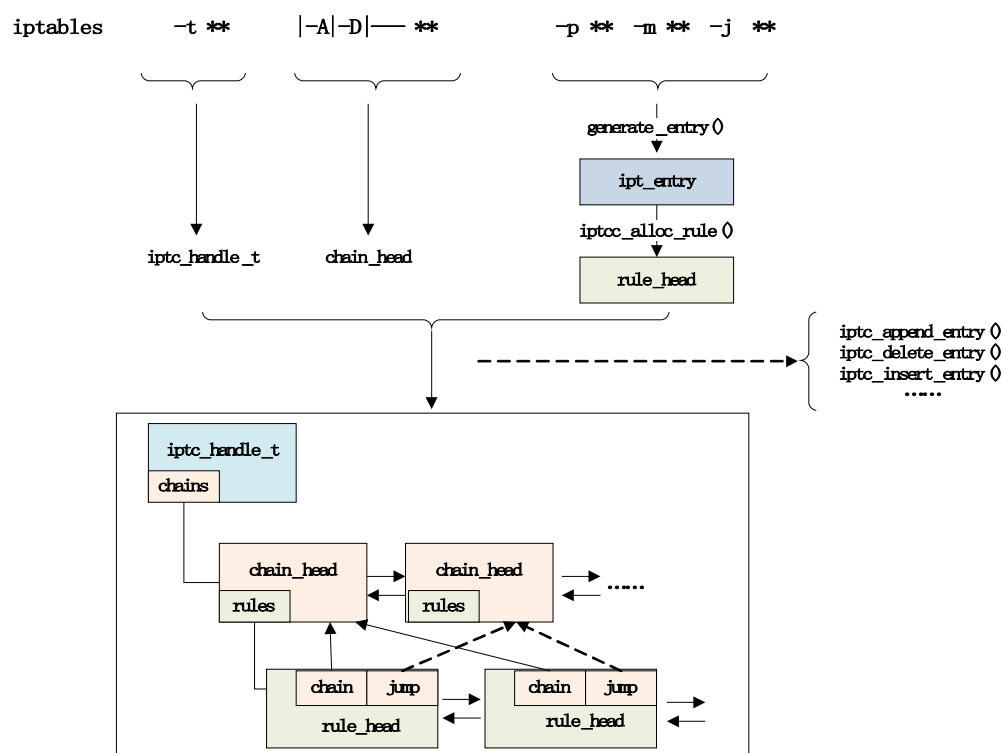 iptables -t ** |-A|-D|—— ** -p ** -m ** -j **
generate_entry()
ipt_entry
iptcc_alloc_rule()
iptc_handle_t chain_head
rule_head
iptc_append_entry()
iptc_delete_entry()
iptc_insert_entry()
……
iptc_handle_t
chains
chain_head chain_head
……
rules rules
chain jump chain jump
rule_head rule_head